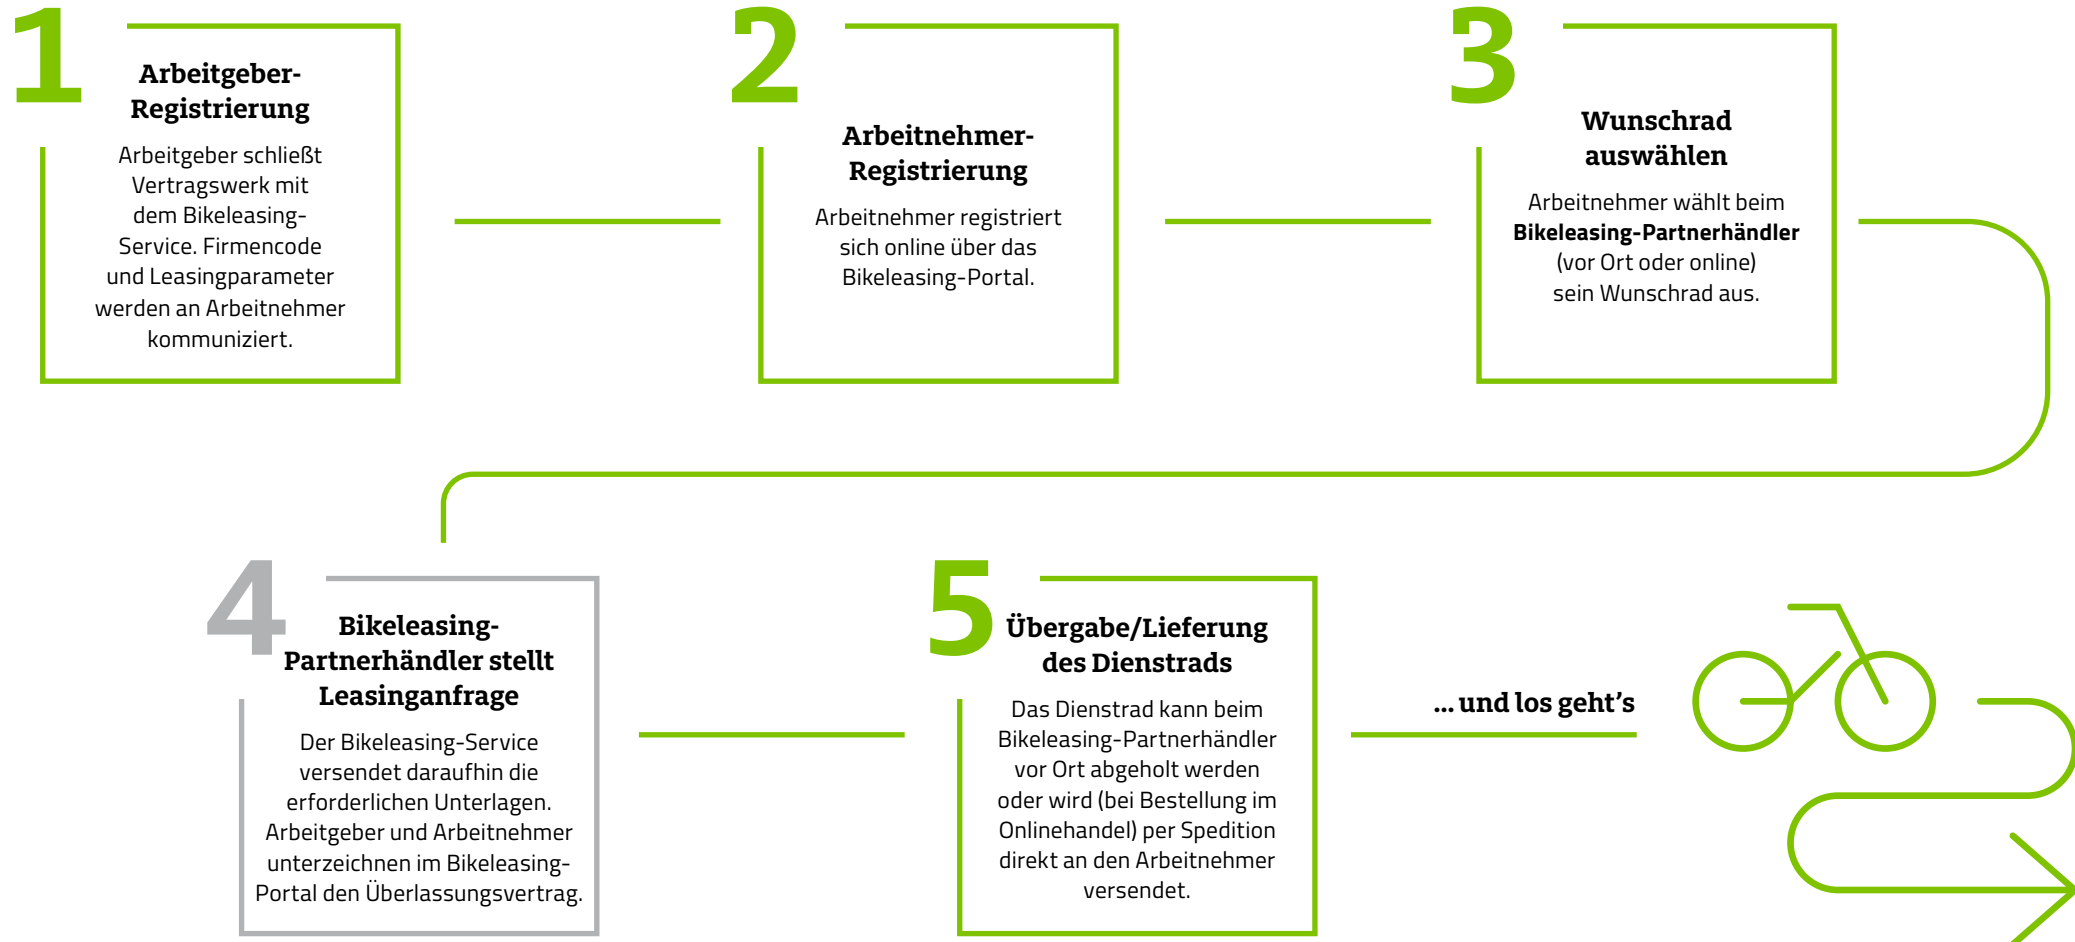 1
Arbeitgeber-
Registrierung
Arbeitgeber schließt
Vertragswerk mit
dem Bikeleasing-
Service. Firmencode
und Leasingparameter
werden an Arbeitnehmer
kommuniziert.
2
Arbeitnehmer-
Registrierung
Arbeitnehmer registriert
sich online über das
Bikeleasing-Portal.
3
Wunschrad
auswählen
Arbeitnehmer wählt beim
Bikeleasing-Partnerhändler
(vor Ort oder online)
sein Wunschrad aus.
4
Bikeleasing-
Partnerhändler stellt
Leasinganfrage
Der Bikeleasing-Service
versendet daraufhin die
erforderlichen Unterlagen.
Arbeitgeber und Arbeitnehmer
unterzeichnen im Bikeleasing-
Portal den Überlassungsvertrag.
5
Übergabe/Lieferung
des Dienstrads
Das Dienstrad kann beim
Bikeleasing-Partnerhändler
vor Ort abgeholt werden
oder wird (bei Bestellung im
Onlinehandel) per Spedition
direkt an den Arbeitnehmer
versendet.
... und los geht's